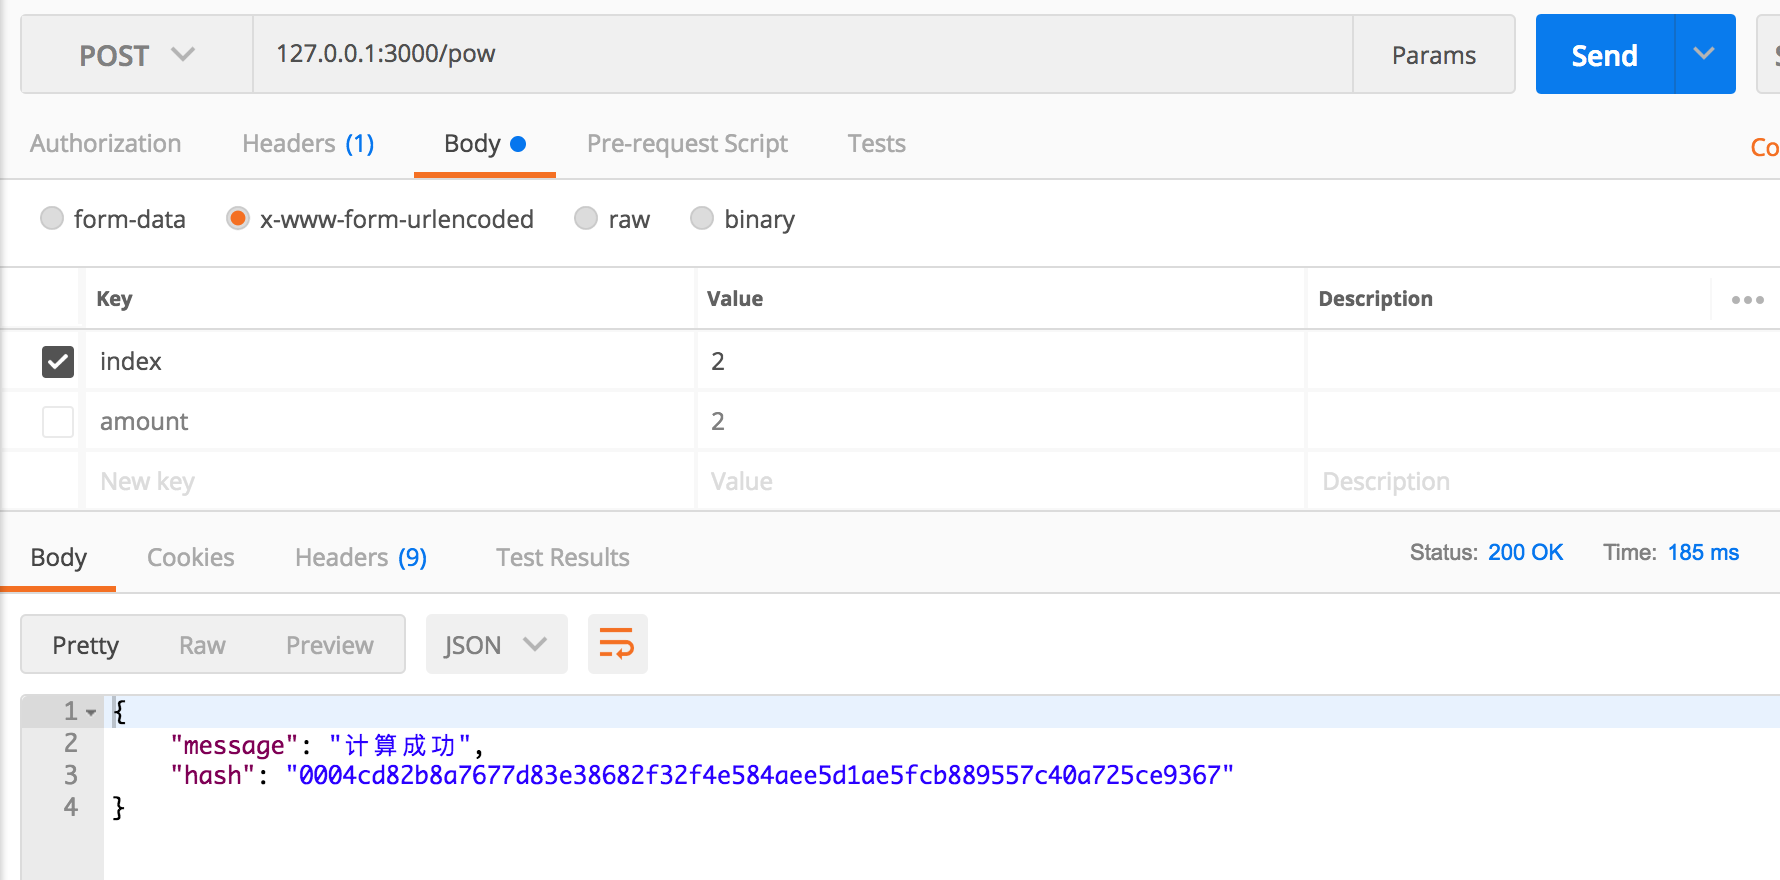 POST 127.0.0.1:3000/pow Params Send
Authorization Headers (1) Body Pre-request Script Tests Co
form-data x-www-form-urlencoded raw binary
Key Value Description
index 2
amount 2
New key Value Description
Body Cookies Headers (9) Test Results Status: 200 OK Time: 185 ms
Pretty Raw Preview JSON
1 {
2 "message": "计算成功",
3 "hash": "0004cd82b8a7677d83e38682f32f4e584aee5d1ae5fcb889557c40a725ce9367"
4 }